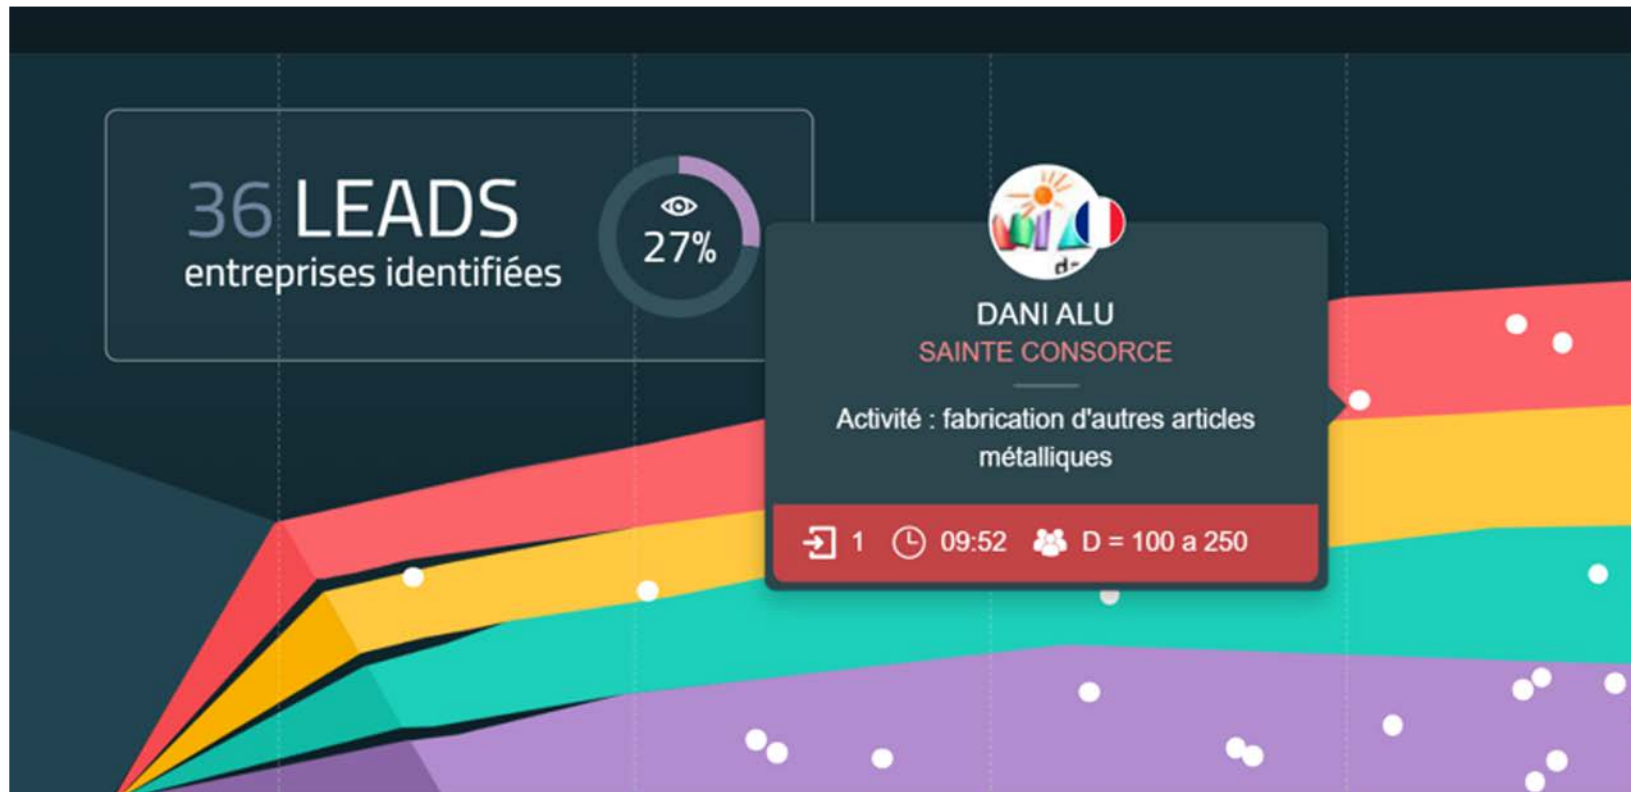 36 LEADS
entreprises identifiées
27%
d-
DANI ALU
SAINTE CONSORCE
Activité : fabrication d'autres articles
métalliques
1 09:52 D = 100 a 250